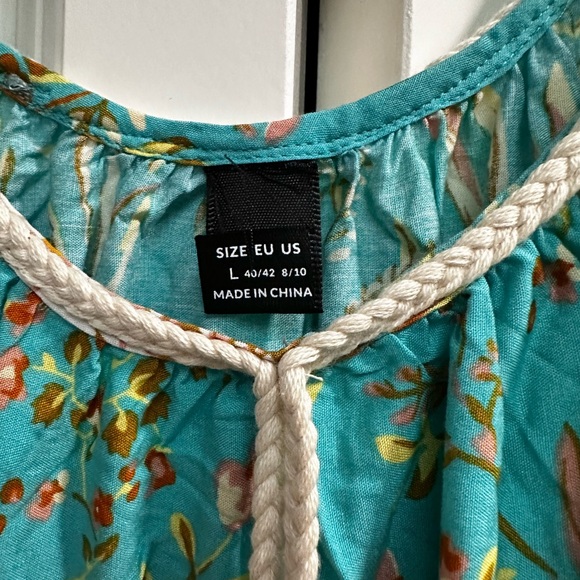 SIZE EU US
L 40/42 8/10
MADE IN CHINA